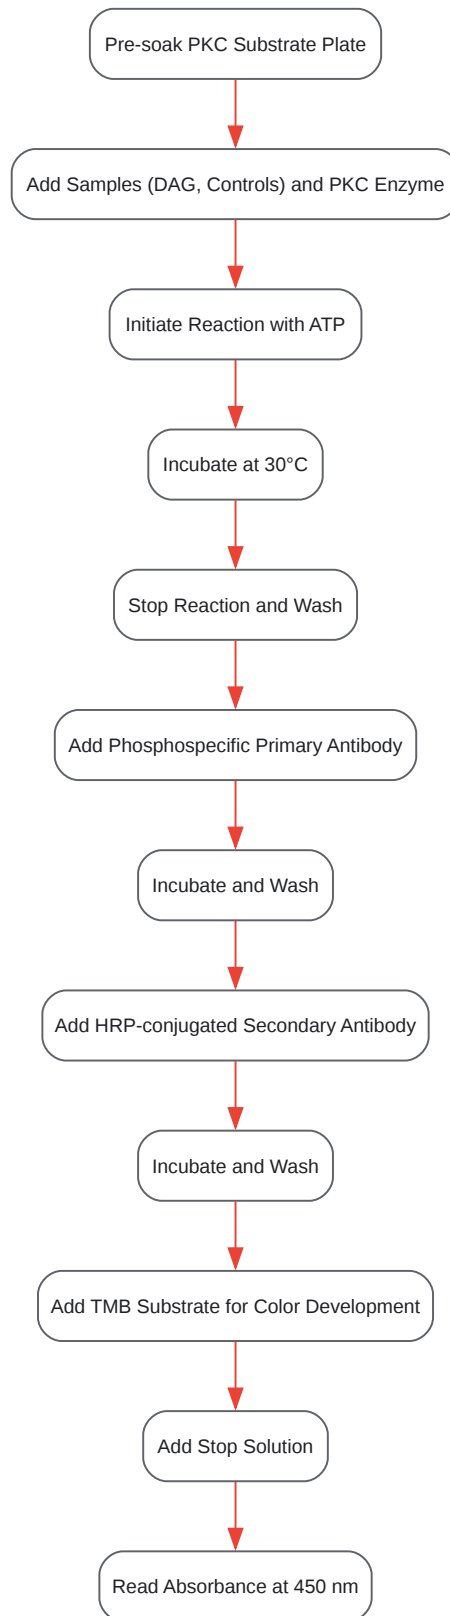 Pre-soak PKC Substrate Plate
Add Samples (DAG, Controls) and PKC Enzyme
Initiate Reaction with ATP
Incubate at 30°C
Stop Reaction and Wash
Add Phosphospecific Primary Antibody
Incubate and Wash
Add HRP-conjugated Secondary Antibody
Incubate and Wash
Add TMB Substrate for Color Development
Add Stop Solution
Read Absorbance at 450 nm